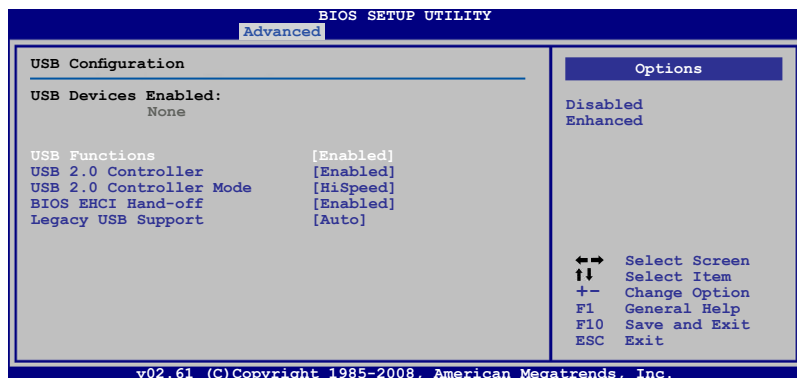 BIOS SETUP UTILITY
Advanced
USB Configuration
USB Devices Enabled:
None
USB Functions [Enabled]
USB 2.0 Controller [Enabled]
USB 2.0 Controller Mode [HiSpeed]
BIOS EHCI Hand-off [Enabled]
Legacy USB Support [Auto]
Options
Disabled
Enhanced
←→ Select Screen
↑↓ Select Item
+- Change Option
F1 General Help
F10 Save and Exit
ESC Exit
v02.61 (C)Copyright 1985-2008, American Megatrends, Inc.